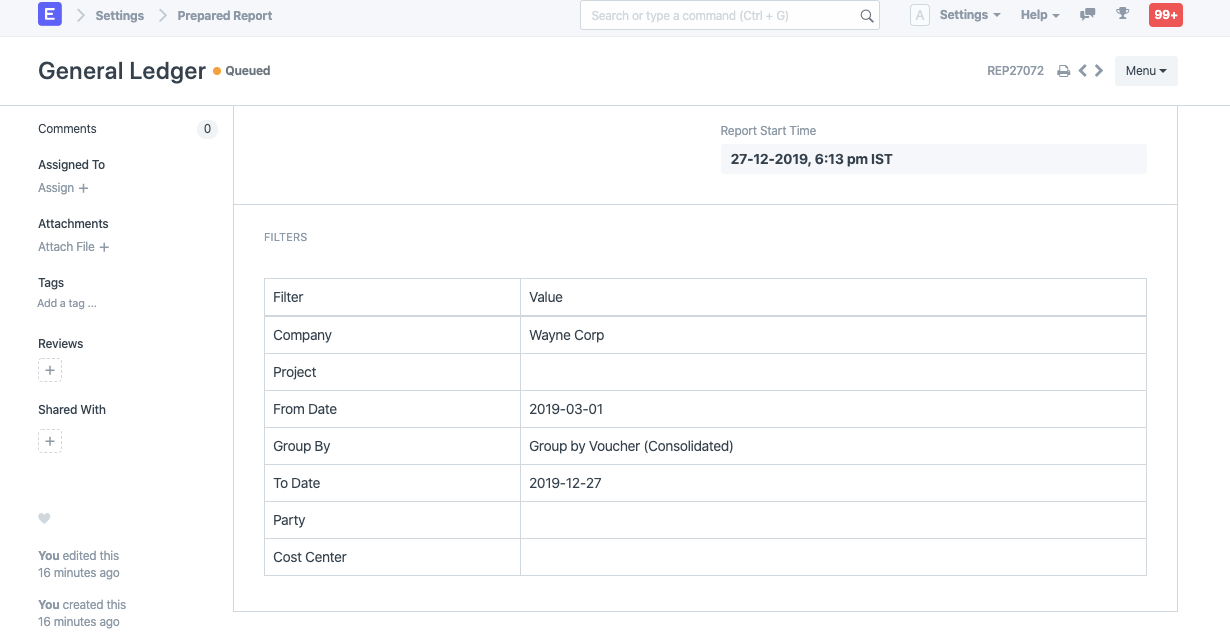 E Settings Prepared Report Search or type a command (Ctrl + G) A Settings Help 99+
General Ledger Queued REP27072 Menu
Comments 0
Assigned To
Assign +
Attachments
Attach File +
Tags
Add a tag ...
Reviews
+
Shared With
+
You edited this
16 minutes ago
You created this
16 minutes ago
Report Start Time
27-12-2019, 6:13 pm IST
FILTERS
Filter Value
Company Wayne Corp
Project
From Date 2019-03-01
Group By Group by Voucher (Consolidated)
To Date 2019-12-27
Party
Cost Center